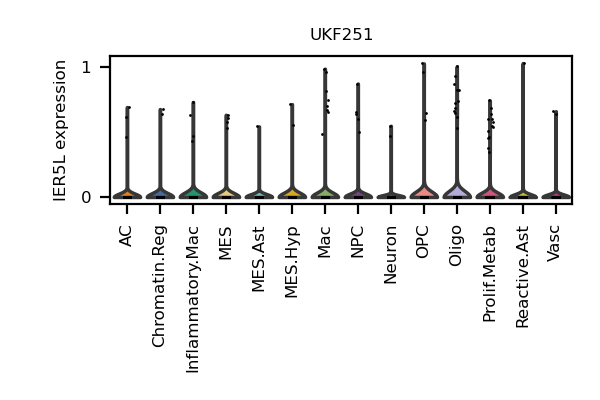 UKF251
IER5L expression
1
0
AC
Chromatin.Reg
Inflammatory.Mac
MES
MES.Ast
MES.Hyp
Mac
NPC
Neuron
OPC
Oligo
Prolif.Metab
Reactive.Ast
Vasc